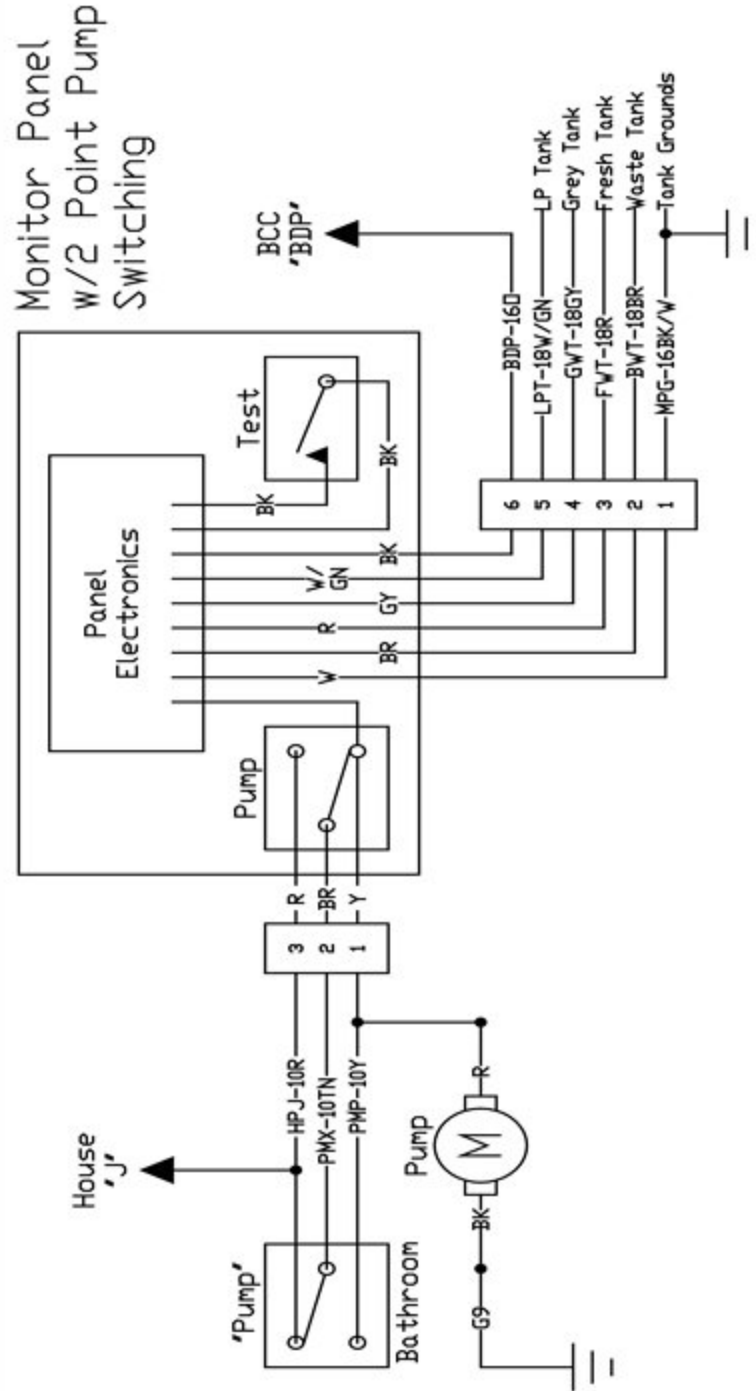 Monitor Panel
w/2 Point Pump
Switching
Panel
Electronics
Test
BK
BK
Pump
W
BR
R
GY
W/
GN
BK
R
BR
Y
3
2
1
House
'J'
HPJ-10R
PMX-10TN
PMP-10Y
'Pump'
Bathroom
Pump
M
R
BK
G9
BCC
'BDP'
6
5
4
3
2
1
BDP-16O
LPT-18W/GN
LP Tank
GWT-18GY
Grey Tank
FWT-18R
Fresh Tank
BWT-18BR
Waste Tank
MPG-16BK/W
Tank Grounds